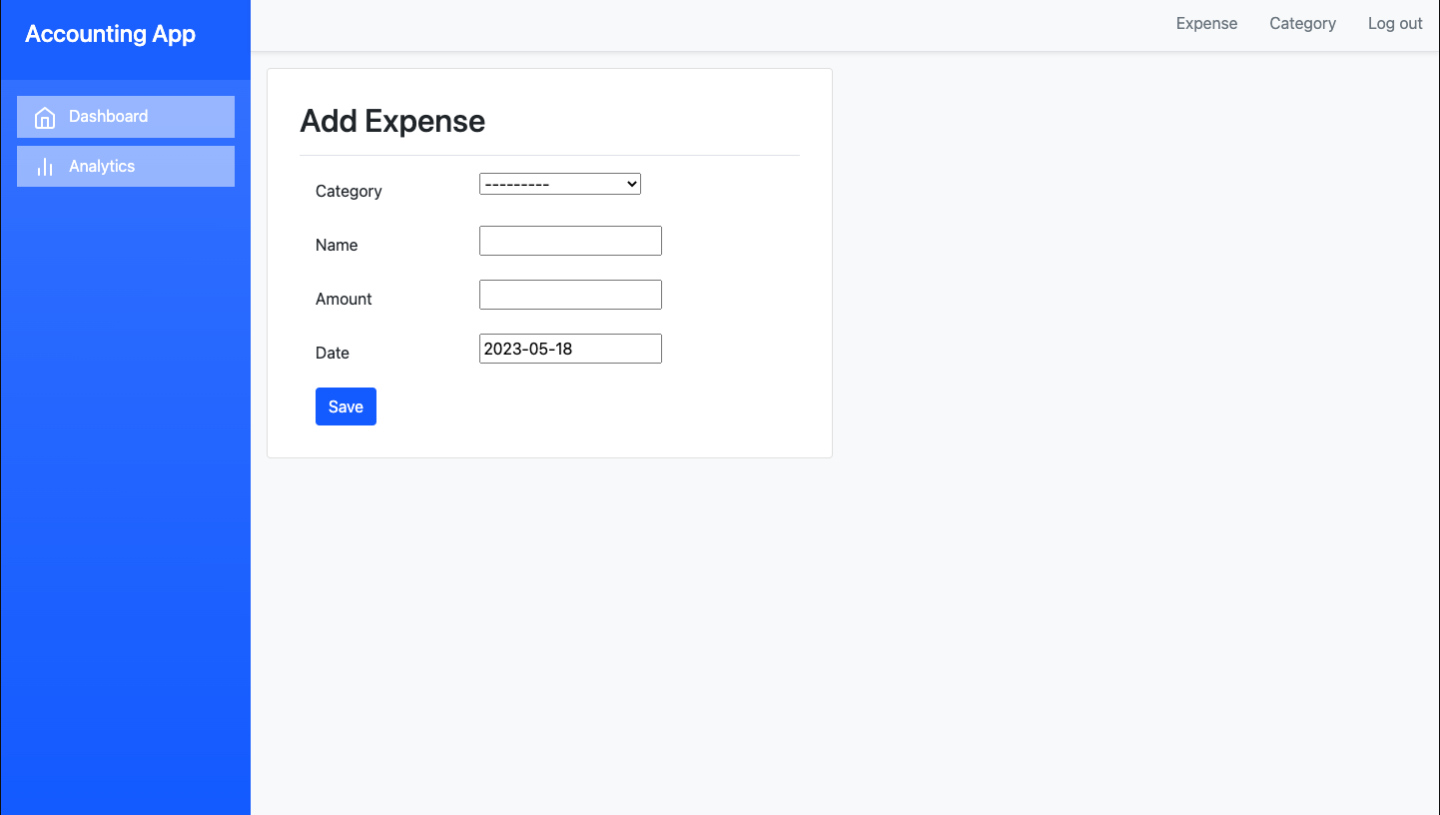 Accounting App
Expense Category Log out
Dashboard
Analytics
Add Expense
Category ---------
Name
Amount
Date 2023-05-18
Save